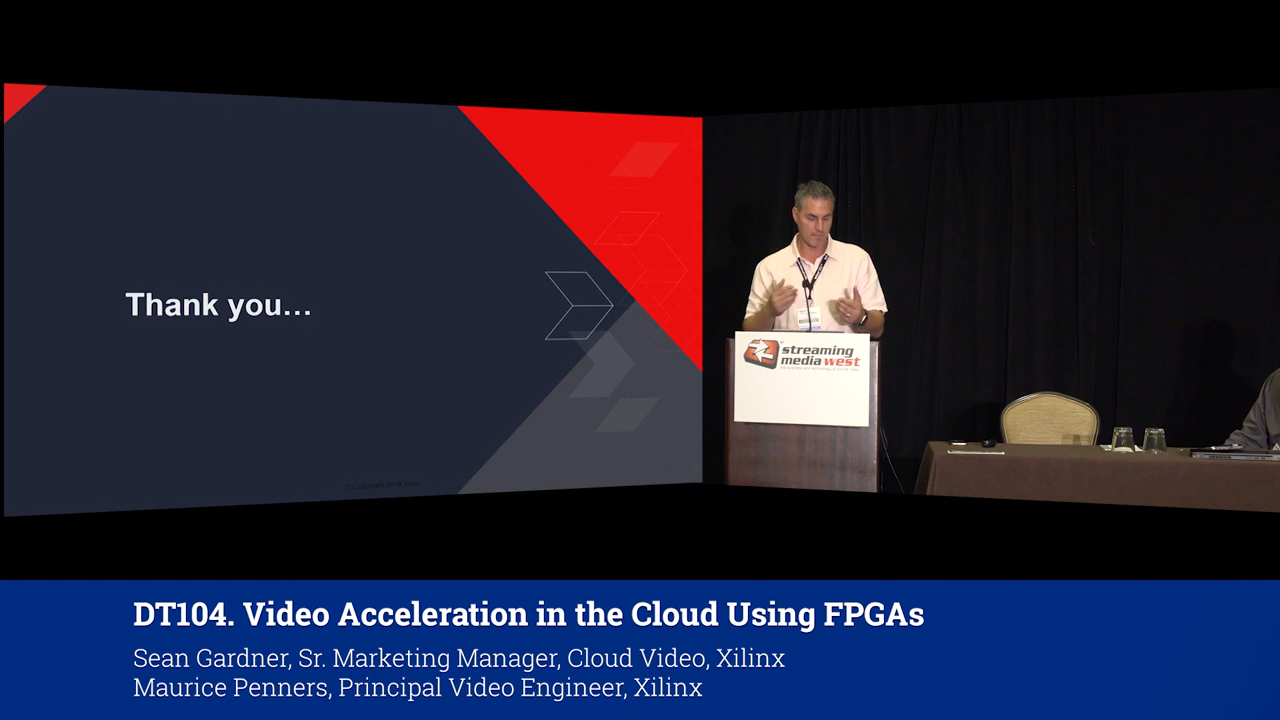 Thank you...
streaming
media west
DT104. Video Acceleration in the Cloud Using FPGAs
Sean Gardner, Sr. Marketing Manager, Cloud Video, Xilinx
Maurice Penners, Principal Video Engineer, Xilinx